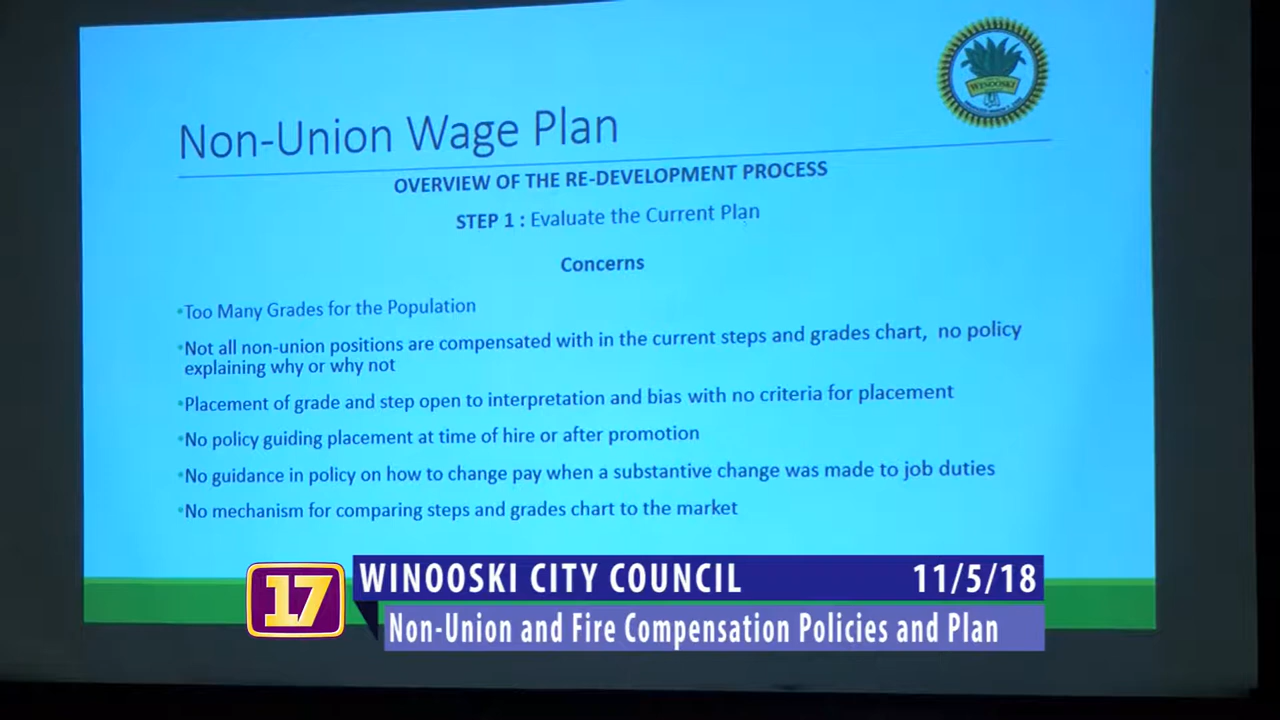 WINOOSKI
Non-Union Wage Plan
OVERVIEW OF THE RE-DEVELOPMENT PROCESS
STEP 1 : Evaluate the Current Plan
Concerns
•Too Many Grades for the Population
•Not all non-union positions are compensated with in the current steps and grades chart, no policy
explaining why or why not
•Placement of grade and step open to interpretation and bias with no criteria for placement
•No policy guiding placement at time of hire or after promotion
•No guidance in policy on how to change pay when a substantive change was made to job duties
•No mechanism for comparing steps and grades chart to the market
17
WINOOSKI CITY COUNCIL 11/5/18
Non-Union and Fire Compensation Policies and Plan